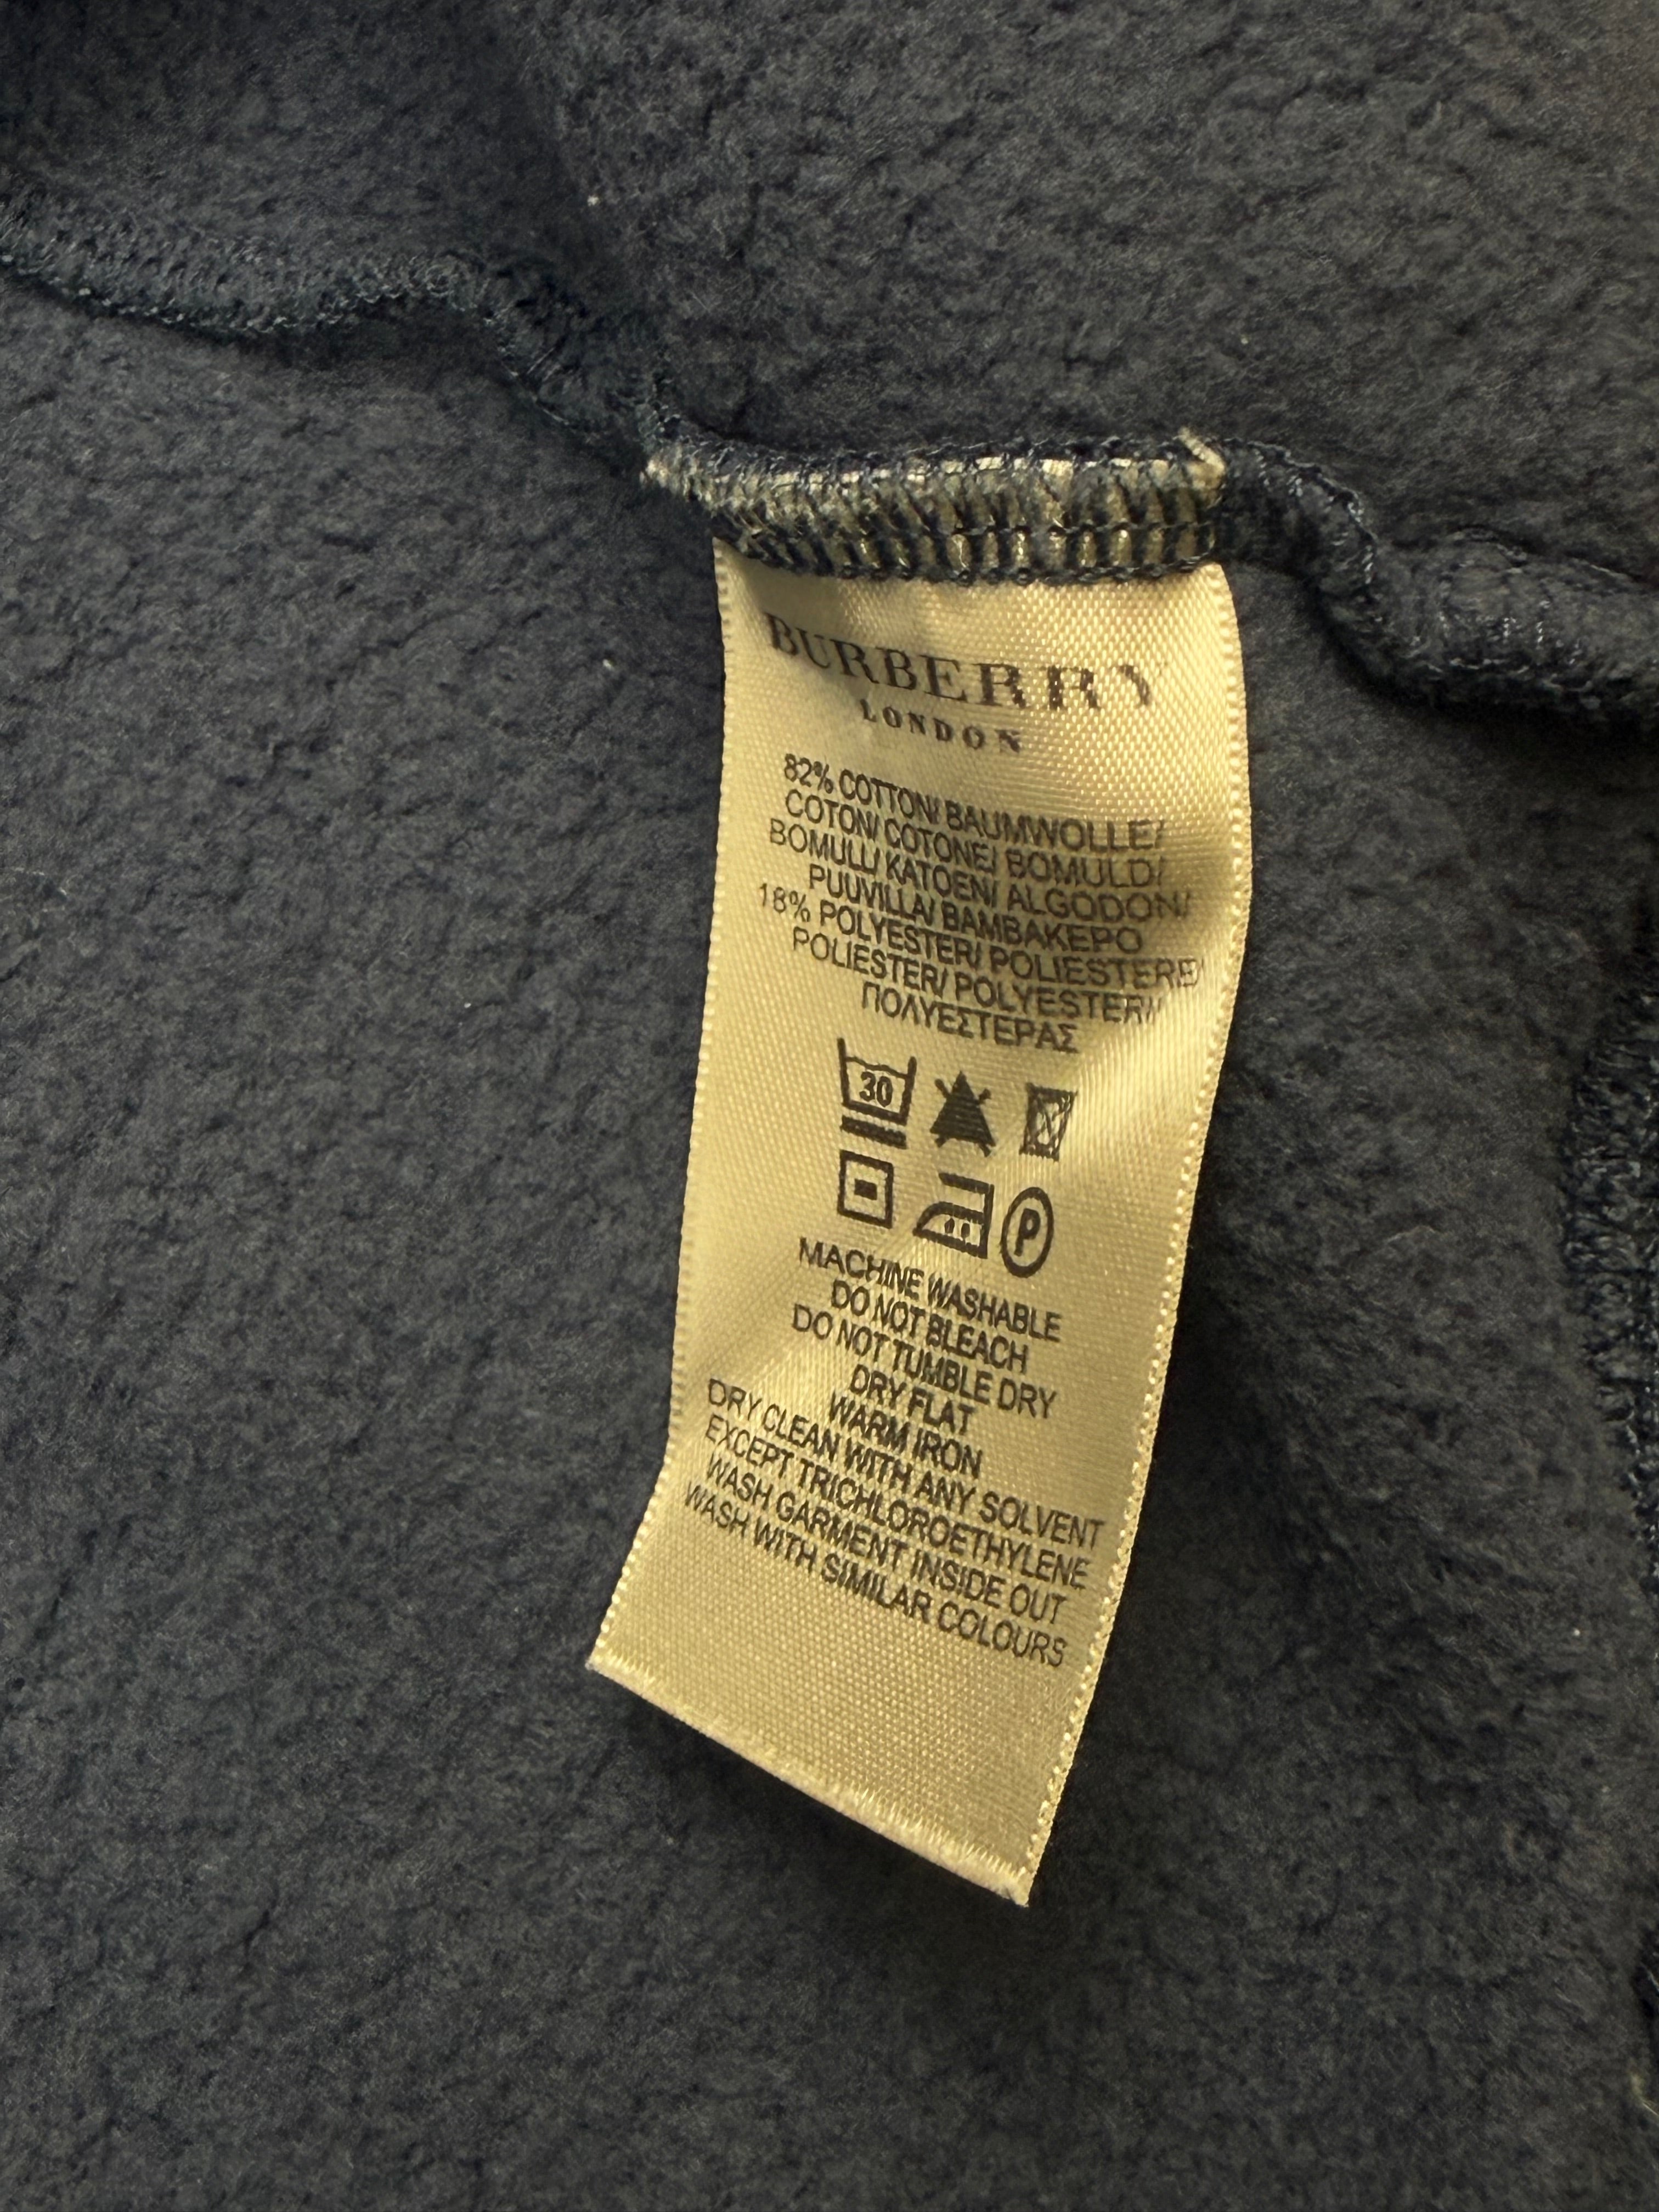 BURBERRY
LONDON
82% COTTON/ BAUMWOLLE/
COTON/ COTONE/ BOMULD/
BOMULL/ KATOEN/ ALGODON/
PUUVILLA/ BAMBAKEPO
18% POLYESTER/ POLIESTERE/
POLIESTER/ POLYESTERI/
ΠΟΛΥΕΣΤΕΡΑΣ
30
P
MACHINE WASHABLE
DO NOT BLEACH
DO NOT TUMBLE DRY
DRY FLAT
WARM IRON
DRY CLEAN WITH ANY SOLVENT
EXCEPT TRICHLOROETHYLENE
WASH GARMENT INSIDE OUT
WASH WITH SIMILAR COLOURS